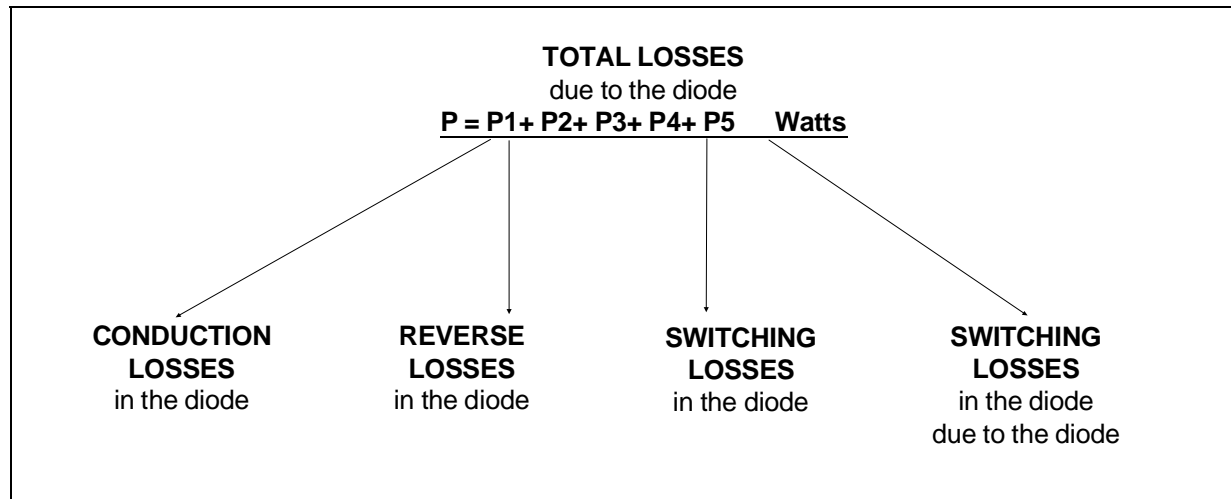 TOTAL LOSSES
due to the diode
P = P1+ P2+ P3+ P4+ P5 Watts
CONDUCTION
LOSSES
in the diode
REVERSE
LOSSES
in the diode
SWITCHING
LOSSES
in the diode
SWITCHING
LOSSES
in the diode
due to the diode